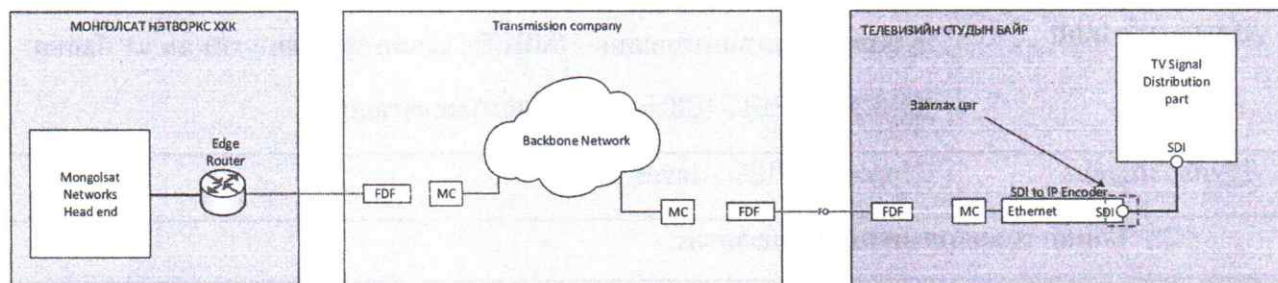 МОНГОЛСАТ НЭТВОРКС ХХК
Mongolsat
Networks
Head end
Edge
Router
Transmission company
FDF
MC
Backbone Network
MC
FDF
FO
ТЕЛЕВИЗИЙН СТУДЫН БАЙР
TV Signal
Distribution
part
SDI
Зааглах цэг
SDI to IP Encoder
FDF
MC
Ethernet
SDI